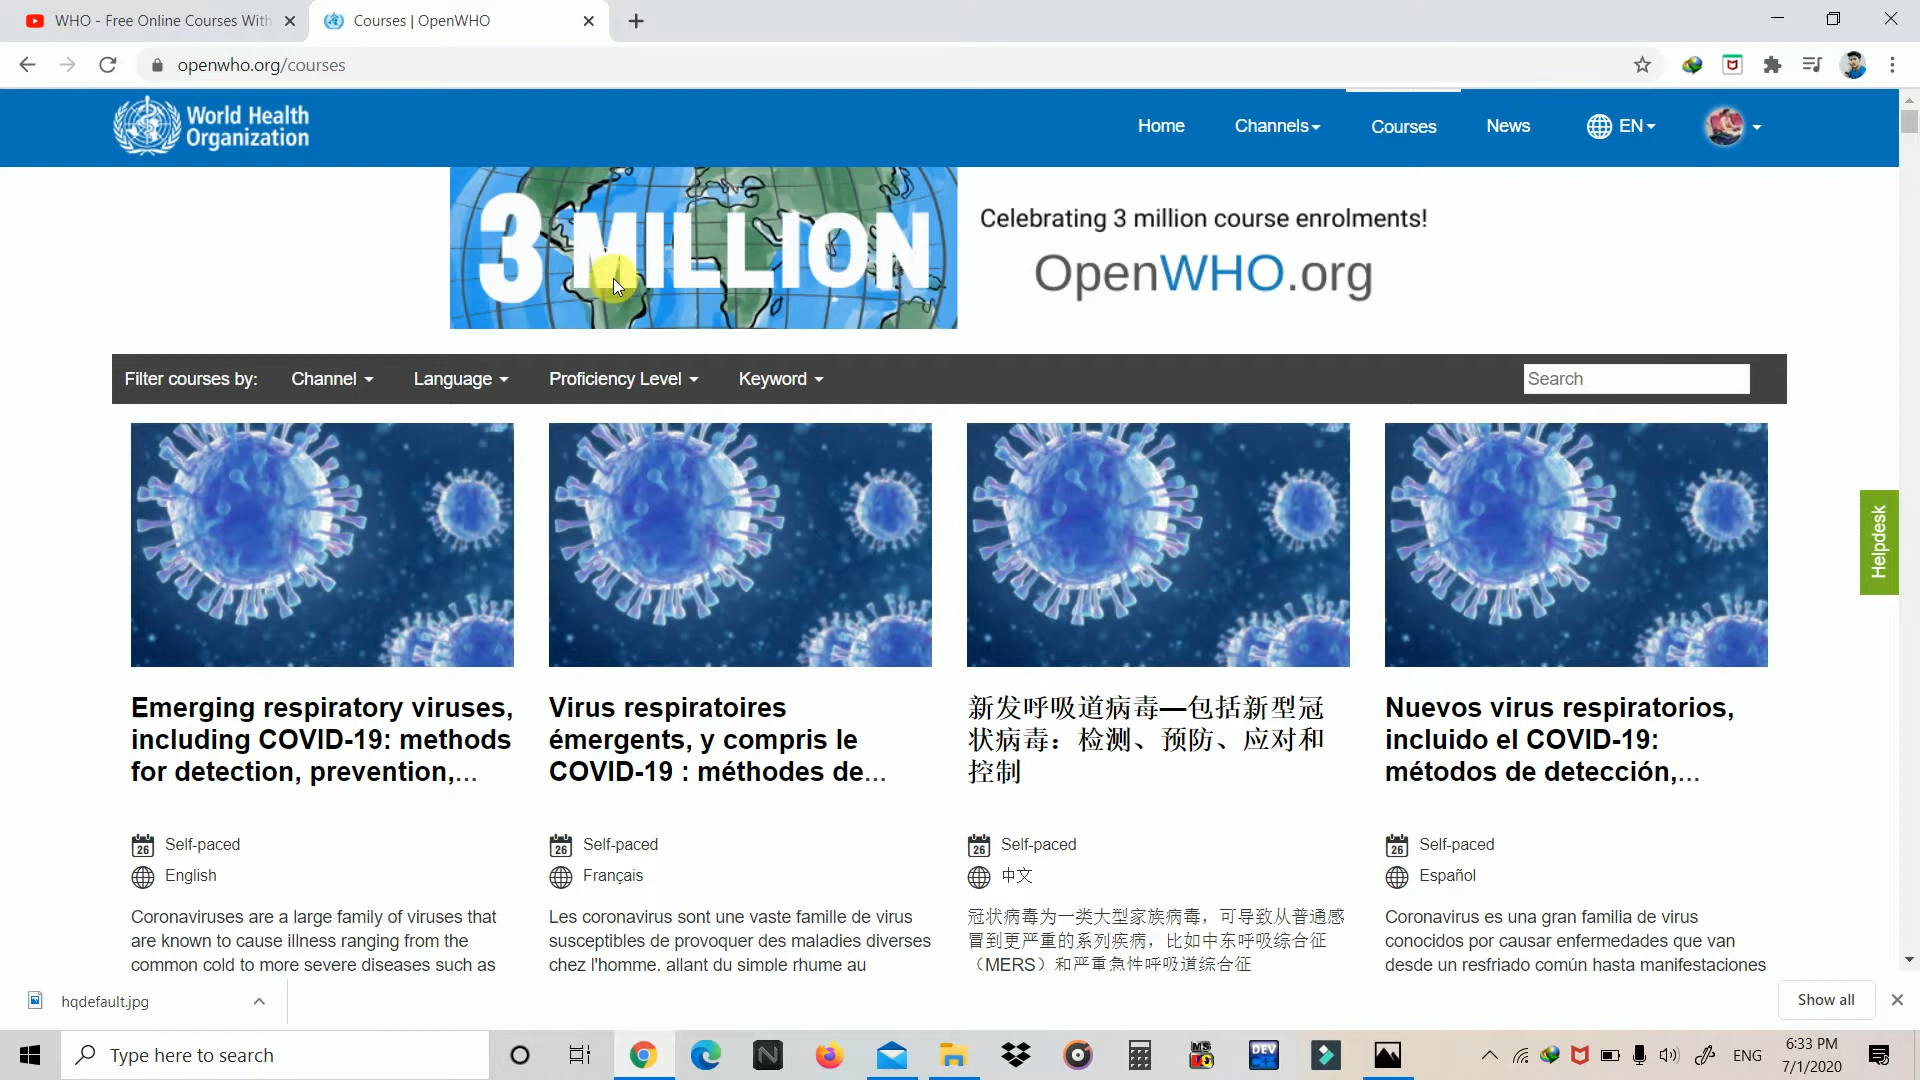 WHO - Free Online Courses With
Courses | OpenWHO
openwho.org/courses
World Health
Organization
Home
Channels
Courses
News
EN
3 MILLION
Celebrating 3 million course enrolments!
OpenWHO.org
Filter courses by:
Channel
Language
Proficiency Level
Keyword
Search
Helpdesk
Emerging respiratory viruses,
including COVID-19: methods
for detection, prevention,...
26 Self-paced
English
Coronaviruses are a large family of viruses that
are known to cause illness ranging from the
common cold to more severe diseases such as
Virus respiratoires
émergents, y compris le
COVID-19 : méthodes de...
26 Self-paced
Français
Les coronavirus sont une vaste famille de virus
susceptibles de provoquer des maladies diverses
chez l'homme, allant du simple rhume au
新发呼吸道病毒—包括新型冠
状病毒：检测、预防、应对和
控制
26 Self-paced
中文
冠状病毒为一类大型家族病毒，可导致从普通感
冒到更严重的系列疾病，比如中东呼吸综合征
（MERS）和严重急性呼吸道综合征
Nuevos virus respiratorios,
incluido el COVID-19:
métodos de detección,...
26 Self-paced
Español
Coronavirus es una gran familia de virus
conocidos por causar enfermedades que van
desde un resfriado común hasta manifestaciones
hqdefault.jpg
Show all
Type here to search
N
MS
DEV
ENG
6:33 PM
7/1/2020